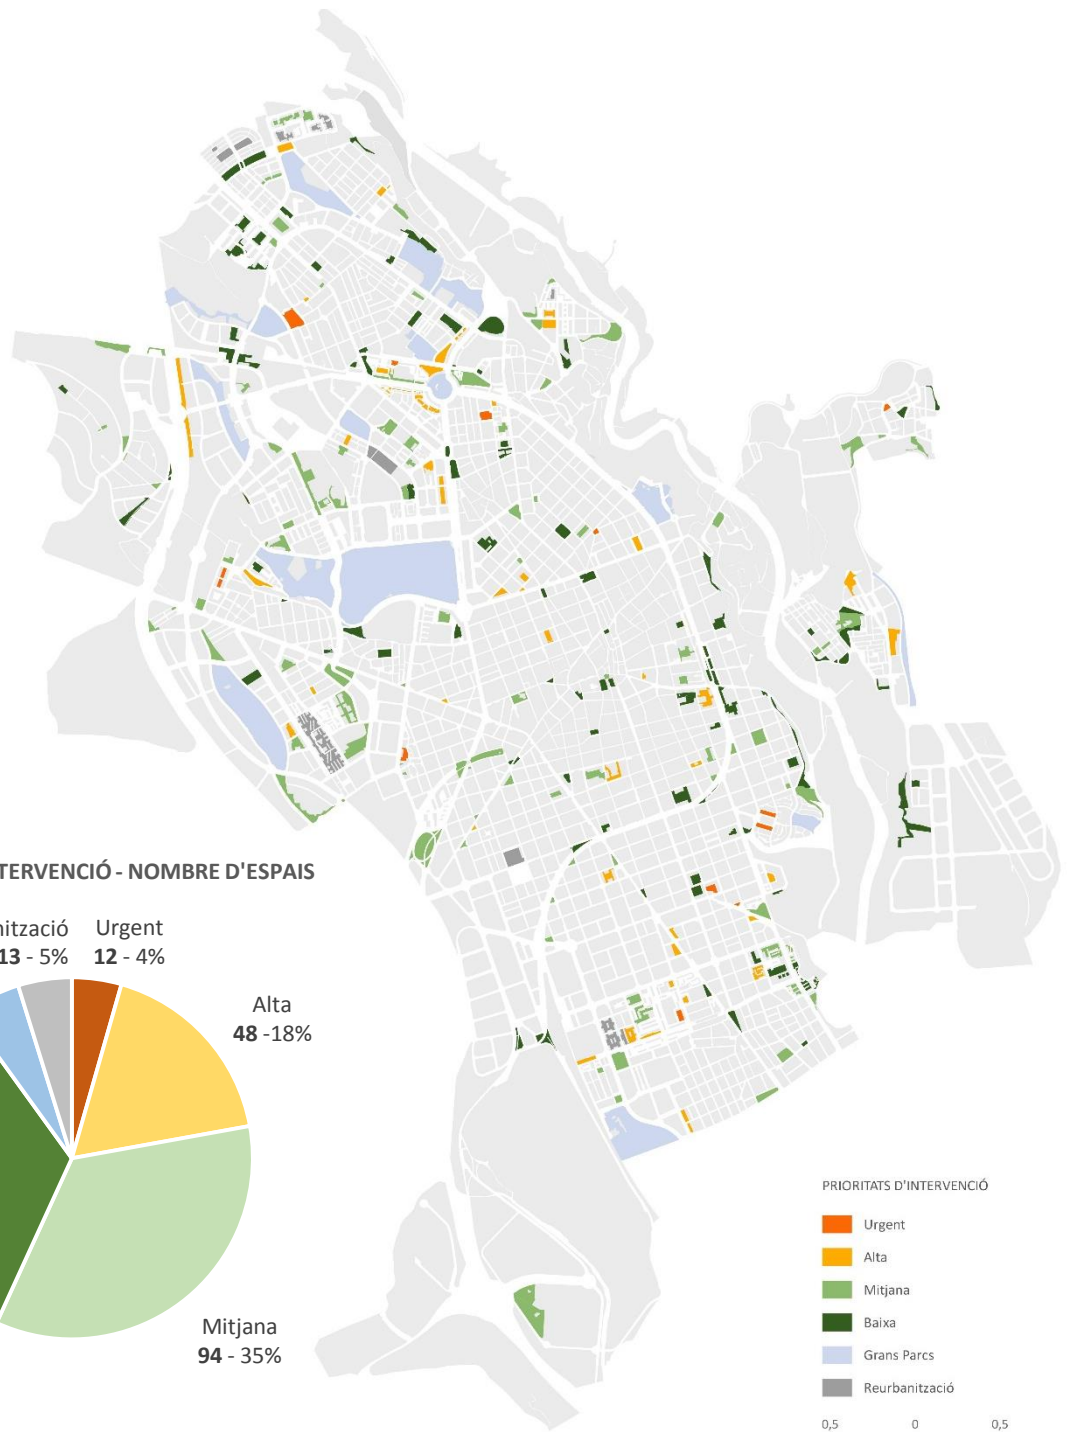 TERVENCIÓ - NOMBRE D'ESPAIS
nització
13 - 5%
Urgent
12 - 4%
Alta
48 -18%
Mitjana
94 - 35%
PRIORITATS D'INTERVENCIÓ
Urgent
Alta
Mitjana
Baixa
Grans Parcs
Reurbanització
0,5 0 0,5